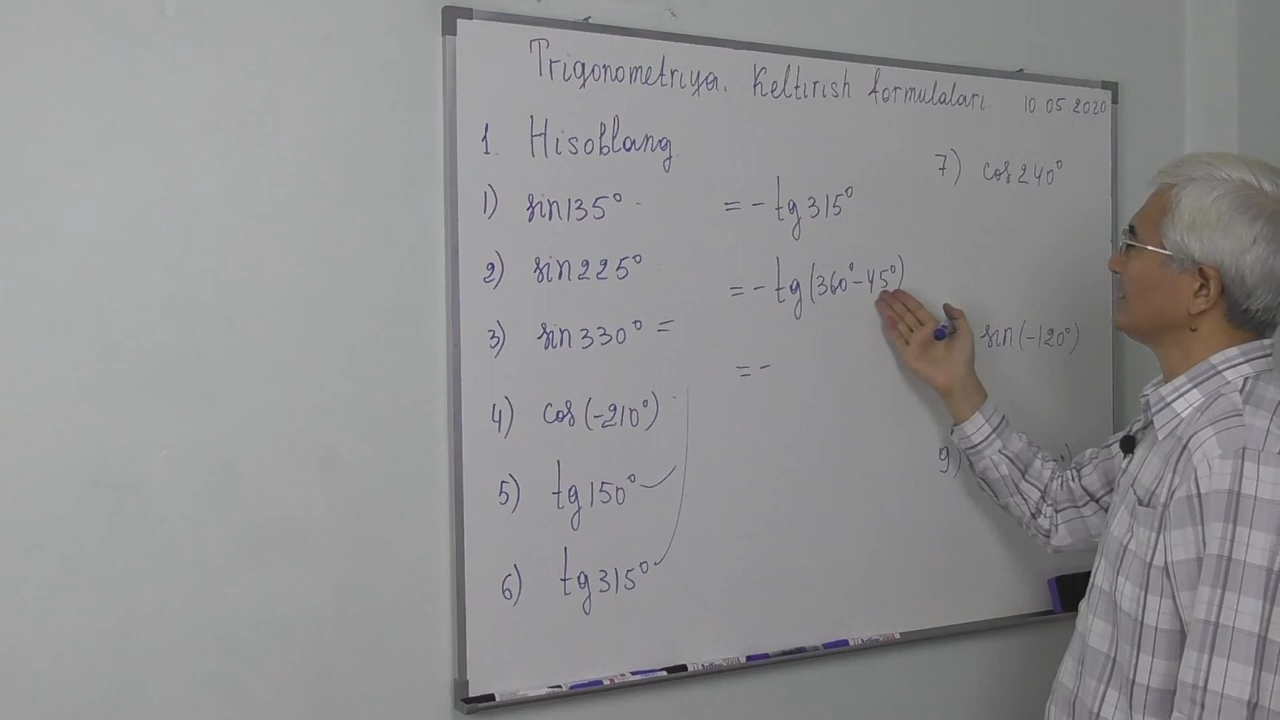 Trigonometriya. Keltirish formulalari 10 05 2020
1. Hisoblang
1) sin135°
2) sin225°
3) sin330° =
4) cos(-210°)
5) tg150°
6) tg315°
= - tg315°
= - tg(360°-45°)
= -
7) cos240°
sin(-120°)
9)